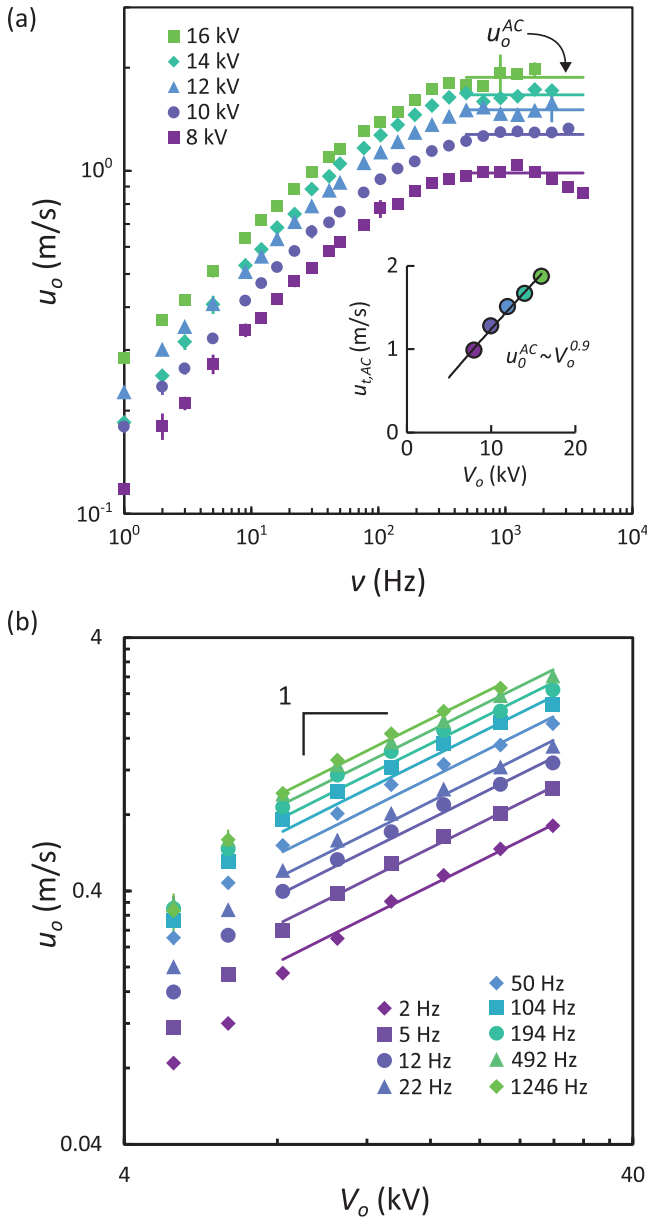 (a)
16 kV
14 kV
12 kV
10 kV
8 kV
u_o^AC
10^0
10^-1
u_o (m/s)
10^0
10^1
10^2
10^3
10^4
ν (Hz)
2
1
0
u_t,AC (m/s)
u_0^AC~V_o^0.9
0
10
20
V_o (kV)
(b)
4
0.4
0.04
u_o (m/s)
1
2 Hz
5 Hz
12 Hz
22 Hz
50 Hz
104 Hz
194 Hz
492 Hz
1246 Hz
4
40
V_o (kV)